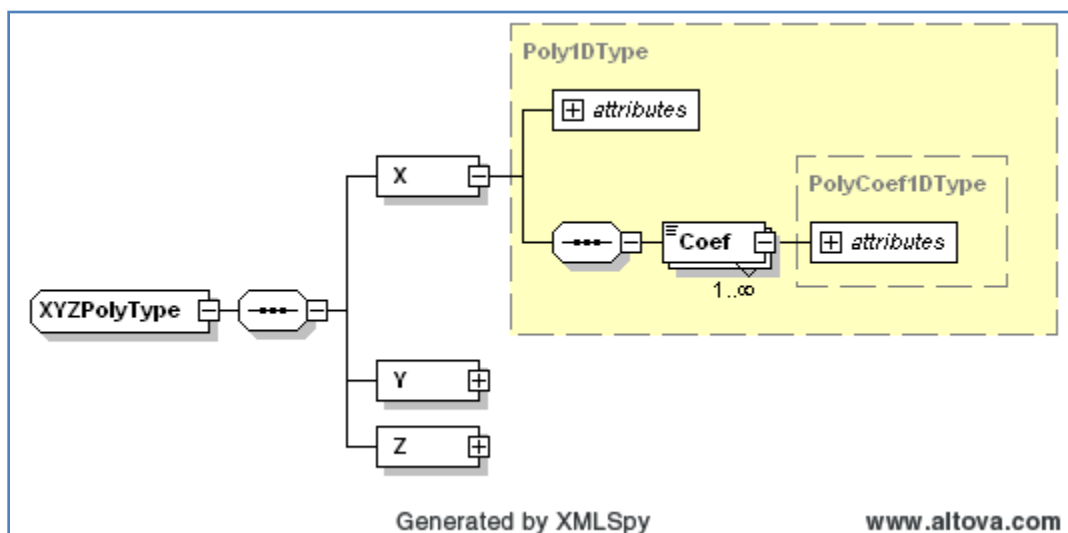 Poly1DType
attributes
X
PolyCoef1DType
Coef
attributes
1..∞
XYZPolyType
Y
Z
Generated by XMLSpy
www.altova.com